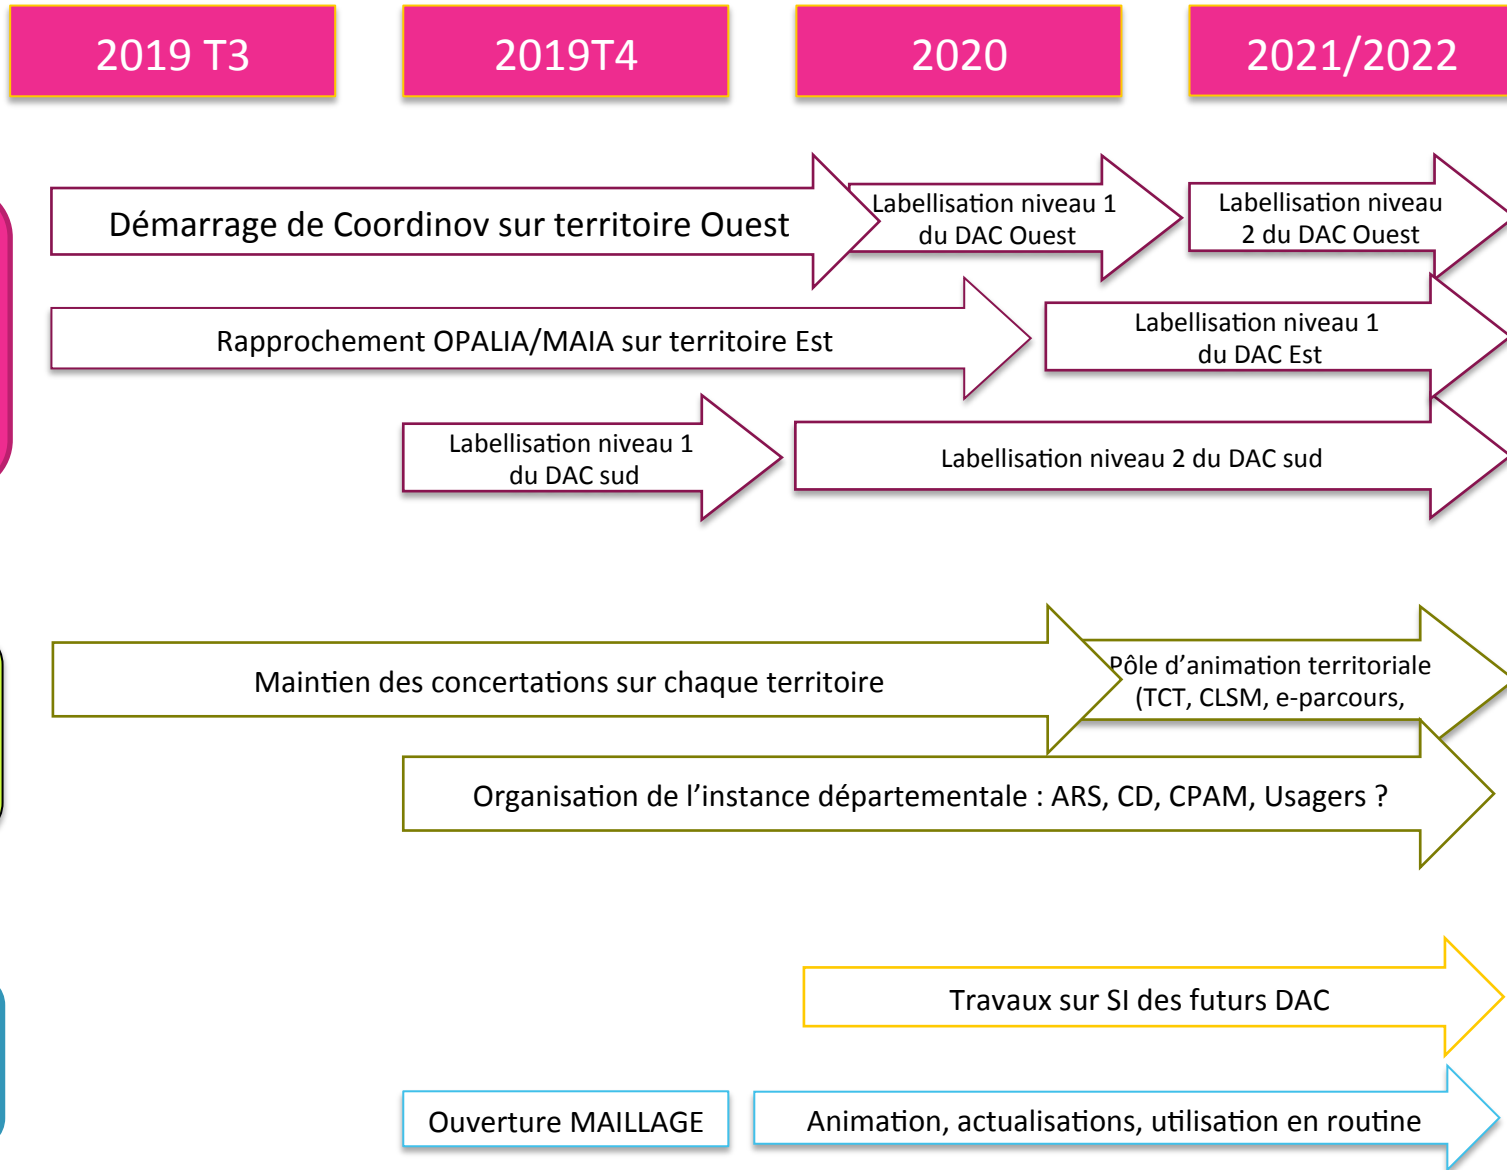 2019 T3
2019T4
2020
2021/2022
Démarrage de Coordinov sur territoire Ouest
Labellisation niveau 1
du DAC Ouest
Labellisation niveau
2 du DAC Ouest
Rapprochement OPALIA/MAIA sur territoire Est
Labellisation niveau 1
du DAC Est
Labellisation niveau 1
du DAC sud
Labellisation niveau 2 du DAC sud
Maintien des concertations sur chaque territoire
Pôle d’animation territoriale
(TCT, CLSM, e-parcours,
Organisation de l’instance départementale : ARS, CD, CPAM, Usagers ?
Travaux sur SI des futurs DAC
Ouverture MAILLAGE
Animation, actualisations, utilisation en routine